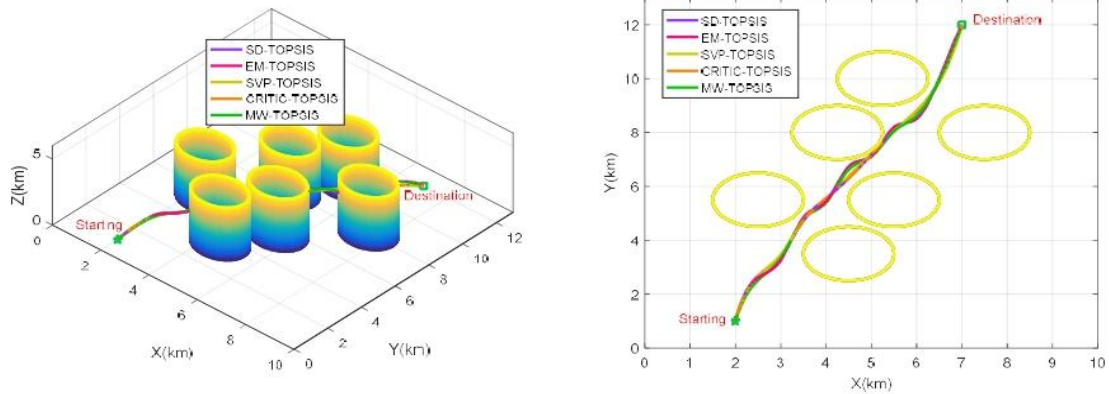 SD-TOPSIS
EM-TOPSIS
SVP-TOPSIS
CRITIC-TOPSIS
MW-TOPSIS
Z(km)
5
0
Starting
Destination
0
2
4
6
8
10
X(km)
0
2
4
6
8
10
12
Y(km)
SD-TOPSIS
EM-TOPSIS
SVP-TOPSIS
CRITIC-TOPSIS
MW-TOPSIS
Destination
Starting
12
10
8
6
4
2
0
Y(km)
0 1 2 3 4 5 6 7 8 9 10
X(km)